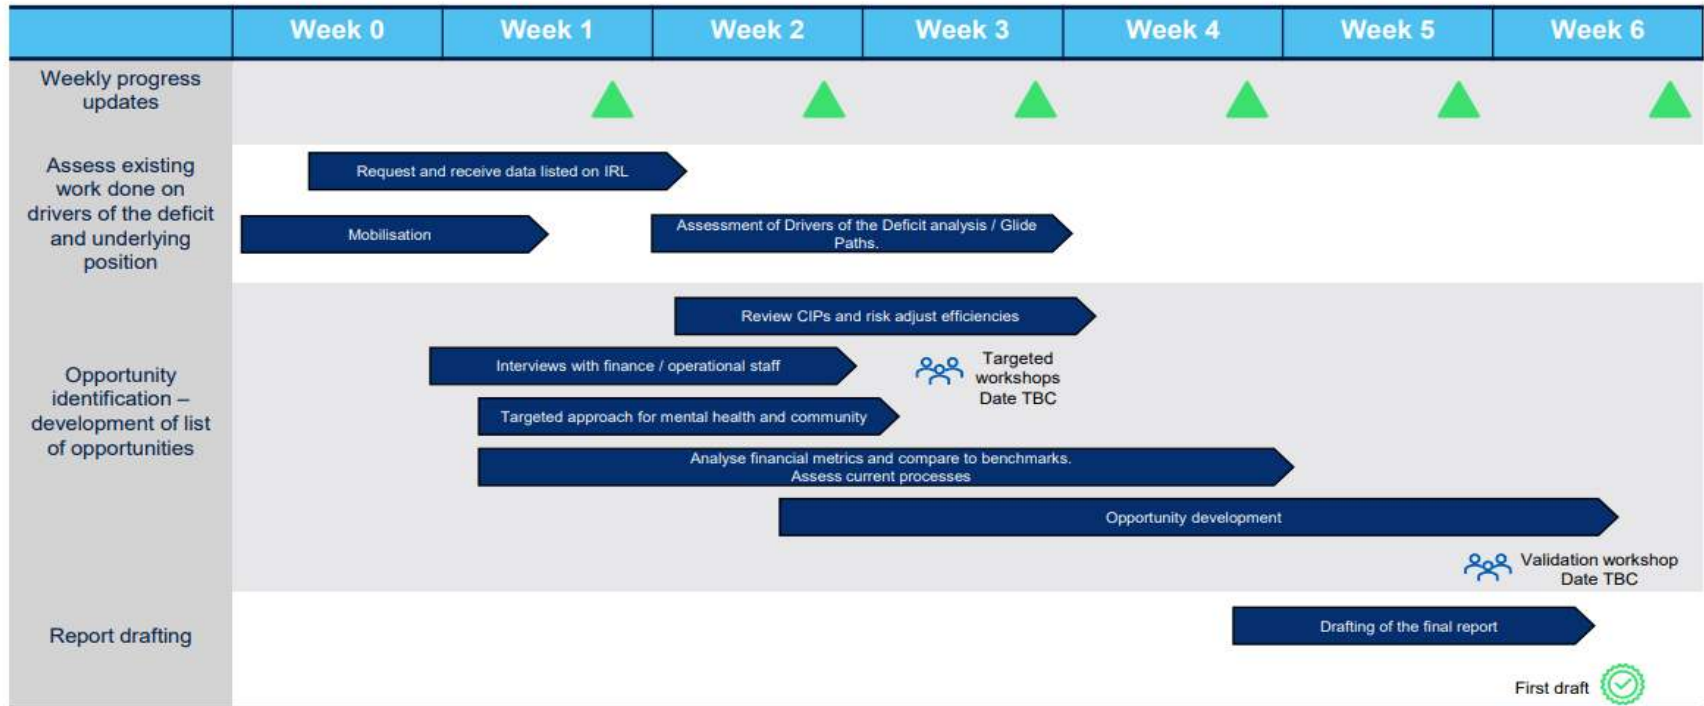 Week 0
Week 1
Week 2
Week 3
Week 4
Week 5
Week 6
Weekly progress
updates
Assess existing
work done on
drivers of the deficit
and underlying
position
Request and receive data listed on IRL
Mobilisation
Assessment of Drivers of the Deficit analysis / Glide
Paths.
Opportunity
identification –
development of list
of opportunities
Review CIPs and risk adjust efficiencies
Interviews with finance / operational staff
Targeted
workshops
Date TBC
Targeted approach for mental health and community
Analyse financial metrics and compare to benchmarks.
Assess current processes
Opportunity development
Validation workshop
Date TBC
Report drafting
Drafting of the final report
First draft